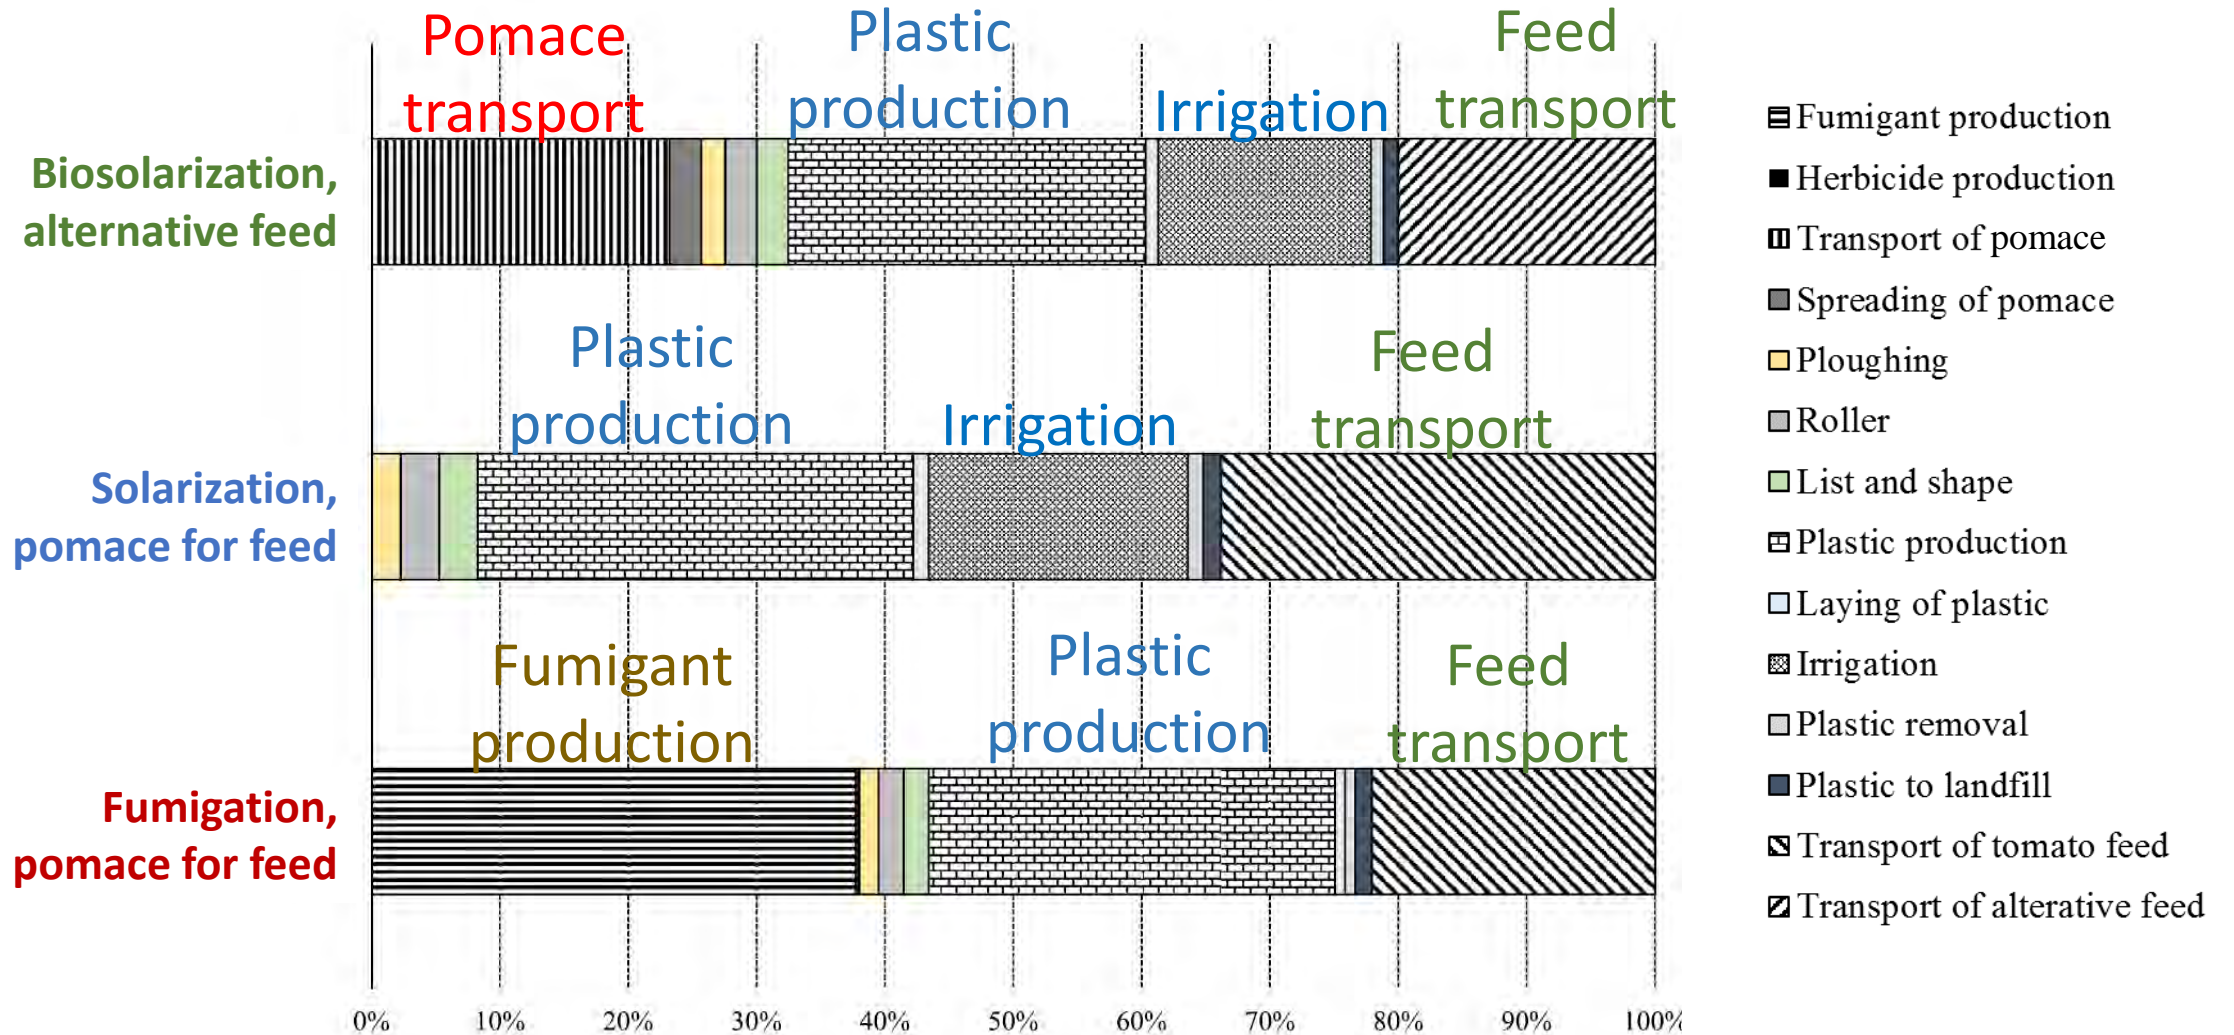 Pomace
transport
Plastic
production
Irrigation
Feed
transport
Biosolarization,
alternative feed
Plastic
production
Irrigation
Feed
transport
Solarization,
pomace for feed
Fumigant
production
Plastic
production
Feed
transport
Fumigation,
pomace for feed
0% 10% 20% 30% 40% 50% 60% 70% 80% 90% 100%
Fumigant production
Herbicide production
Transport of pomace
Spreading of pomace
Ploughing
Roller
List and shape
Plastic production
Laying of plastic
Irrigation
Plastic removal
Plastic to landfill
Transport of tomato feed
Transport of alterative feed